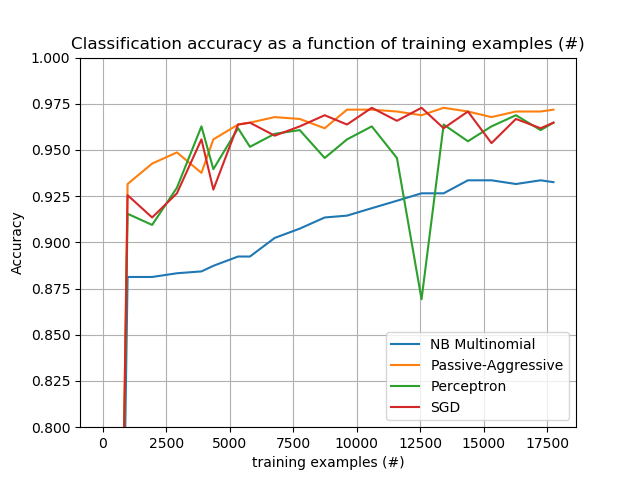 Classification accuracy as a function of training examples (#)
1.000
0.975
0.950
0.925
0.900
0.875
0.850
0.825
0.800
Accuracy
NB Multinomial
Passive-Aggressive
Perceptron
SGD
0 2500 5000 7500 10000 12500 15000 17500
training examples (#)